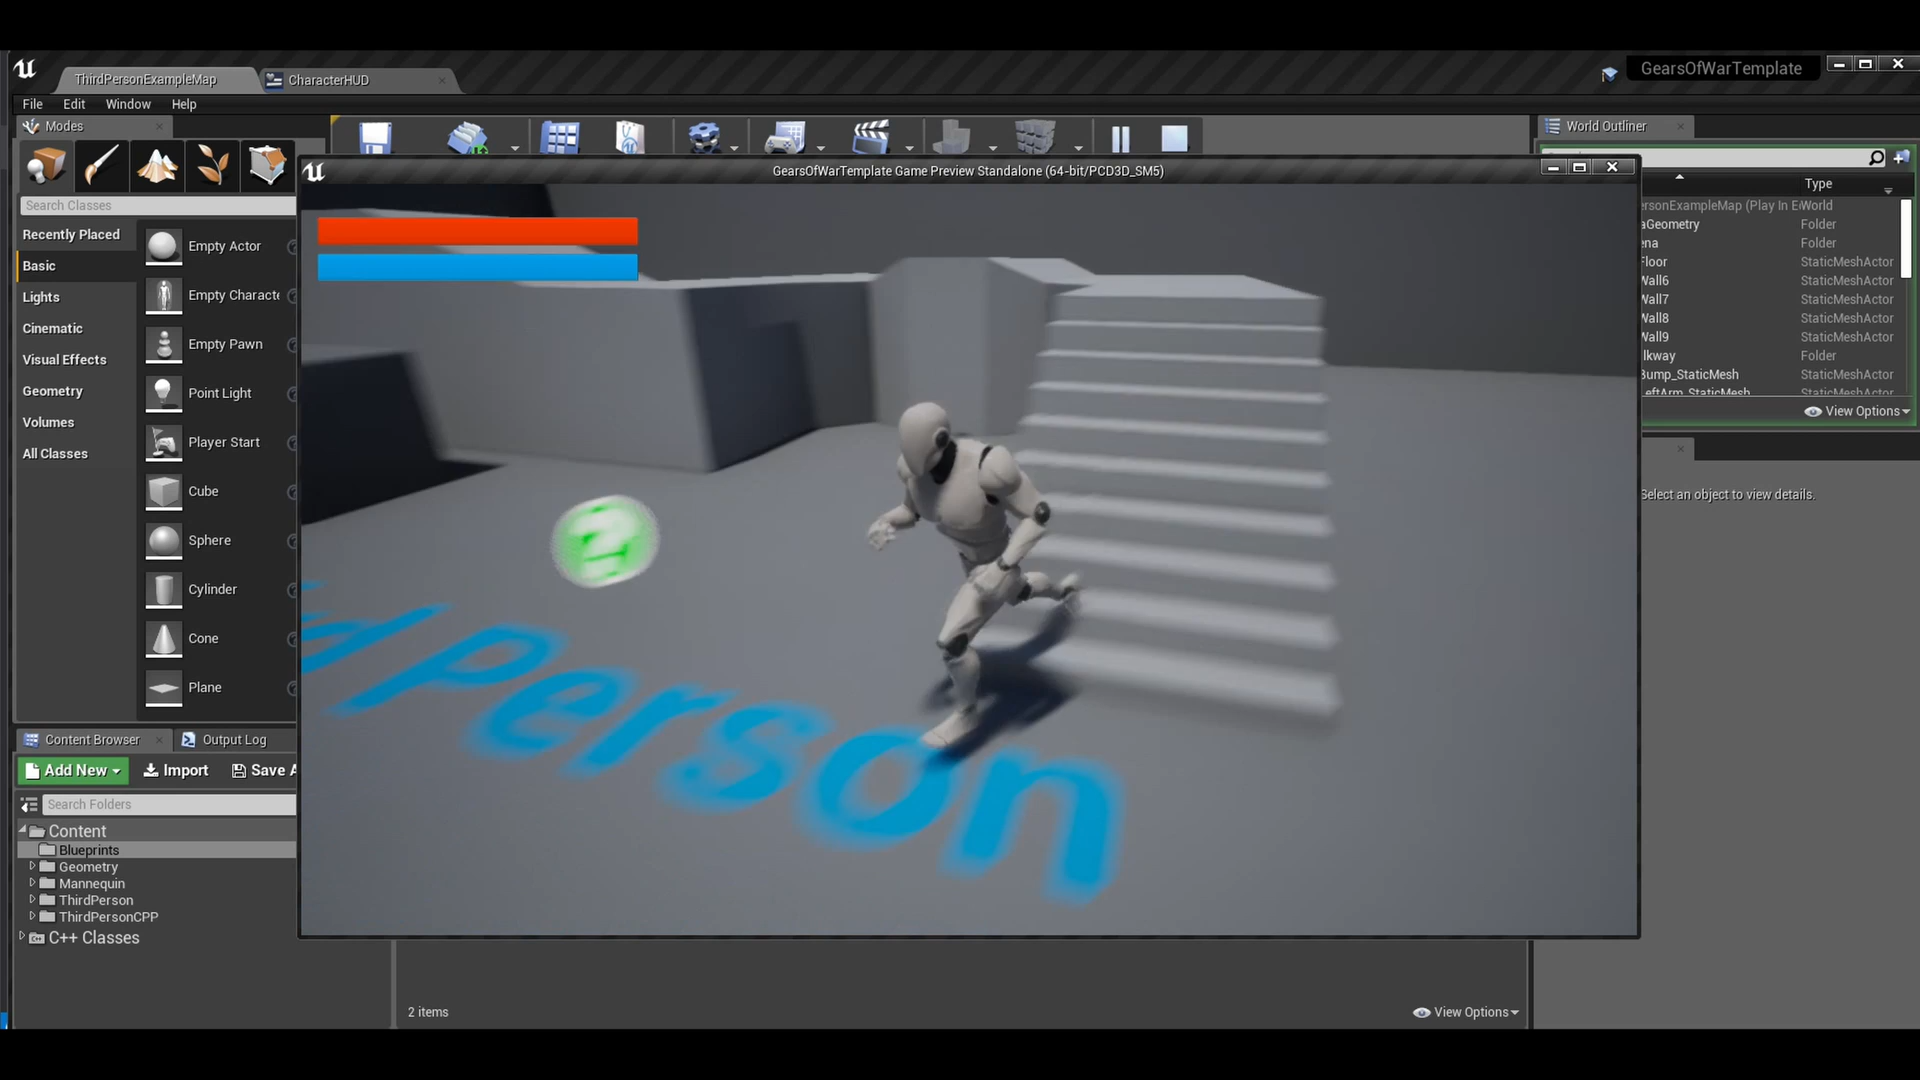 ThirdPersonExampleMap
CharacterHUD
GearsOfWarTemplate
File Edit Window Help
Modes
World Outliner
GearsOfWarTemplate Game Preview Standalone (64-bit/PCD3D_SM5)
Search Classes
Recently Placed
Basic
Lights
Cinematic
Visual Effects
Geometry
Volumes
All Classes
Empty Actor
Empty Characte
Empty Pawn
Point Light
Player Start
Cube
Sphere
Cylinder
Cone
Plane
Type
ersonExampleMap (Play In E World
aGeometry Folder
ena Folder
Floor StaticMeshActor
Wall6 StaticMeshActor
Wall7 StaticMeshActor
Wall8 StaticMeshActor
Wall9 StaticMeshActor
lkway Folder
Bump_StaticMesh StaticMeshActor
LeftArm_StaticMesh StaticMeshActor
View Options
Select an object to view details.
d Person
Content Browser
Output Log
Add New Import Save A
Search Folders
Content
Blueprints
Geometry
Mannequin
ThirdPerson
ThirdPersonCPP
C++ Classes
2 items
View Options